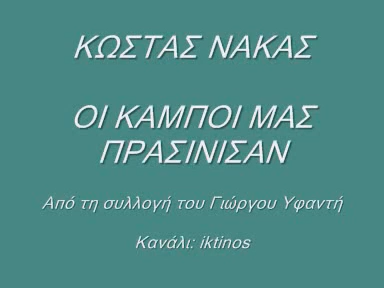 ΚΩΣΤΑΣ ΝΑΚΑΣ
ΟΙ ΚΑΜΠΟΙ ΜΑΣ
ΠΡΑΣΙΝΙΣΑΝ
Από τη συλλογή του Γιώργου Υφαντή
Κανάλι: iktinos